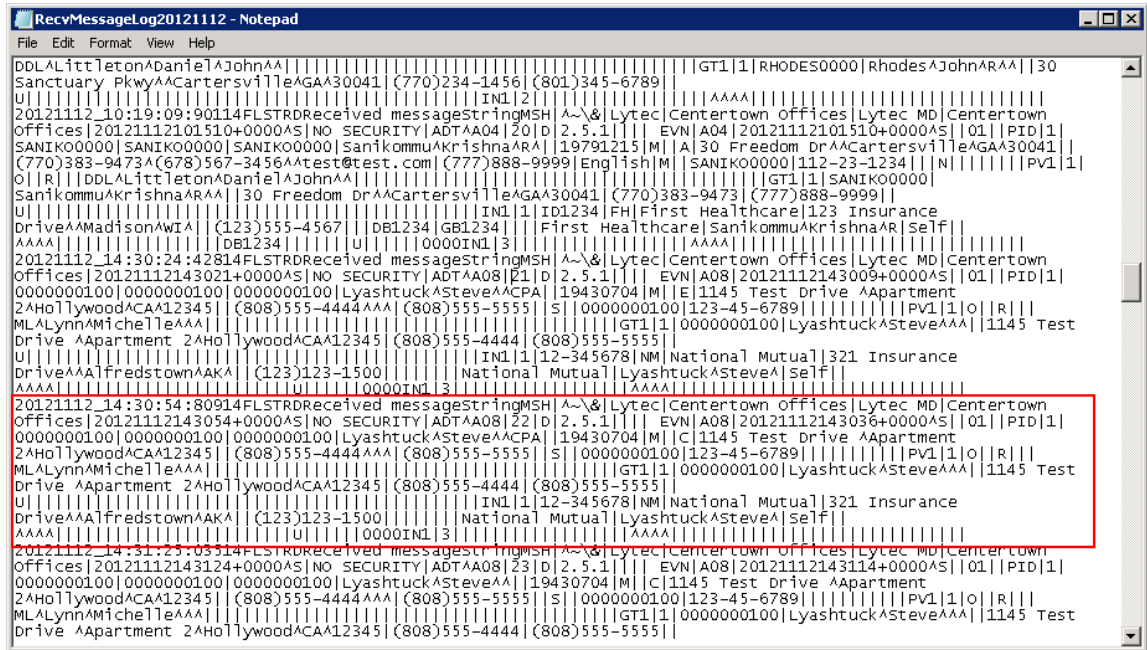 RecvMessageLog20121112 - Notepad
File Edit Format View Help
DDL^Littleton^Daniel^John^^||||||||||||||||||||||||||||||||||||||||GT1|1|RHODES0000|Rhodes^John^R^^||30
Sanctuary Pkwy^^Cartersville^GA^30041|(770)234-1456|(801)345-6789||
U||||||||||||||||||||||||||||||||||||||||||||IN1|2|||||||||||||||||^^^^|||||||||||||||||||||||||||||
20121112_10:19:09:90114FLSTRDReceived messageStringMSH|^~\&|Lytec|Centertown Offices|Lytec MD|Centertown
Offices|20121112101510+0000^S|NO SECURITY|ADT^A04|20|D|2.5.1|||| EVN|A04|20121112101510+0000^S||01||PID|1|
SANIKO0000|SANIKO0000|SANIKO0000|Sanikommu^Krishna^R^||19791215|M||A|30 Freedom Dr^^Cartersville^GA^30041||
(770)383-9473^(678)567-3456^^test@test.com|(777)888-9999|English|M||SANIKO0000|112-23-1234|||N||||||||PV1|1|
O||R|||DDL^Littleton^Daniel^John^^||||||||||||||||||||||||||||||||||||||||GT1|1|SANIKO0000|
Sanikommu^Krishna^R^^||30 Freedom Dr^^Cartersville^GA^30041|(770)383-9473|(777)888-9999||
U||||||||||||||||||||||||||||||||||||||||||||IN1|1|ID1234|FH|First Healthcare|123 Insurance
Drive^^Madison^WI^||(123)555-4567|||DB1234|GB1234||||First Healthcare|Sanikommu^Krishna^R|Self||
^^^^||||||||||||||||||||DB1234|||||||U||||||0000IN1|3|||||||||||||||||^^^^|||||||||||||||||||||||||||||
20121112_14:30:24:42814FLSTRDReceived messageStringMSH|^~\&|Lytec|Centertown Offices|Lytec MD|Centertown
Offices|20121112143021+0000^S|NO SECURITY|ADT^A08|21|D|2.5.1|||| EVN|A08|20121112143009+0000^S||01||PID|1|
0000000100|0000000100|0000000100|Lyashtuck^Steve^^CPA||19430704|M||E|1145 Test Drive ^Apartment
2^Hollywood^CA^12345||(808)555-4444^^^|(808)555-5555||S||0000000100|123-45-6789|||||||||||PV1|1|O||R|||
ML^Lynn^Michelle^^^||||||||||||||||||||||||||||||||||||||||GT1|1|0000000100|Lyashtuck^Steve^^^||1145 Test
Drive ^Apartment 2^Hollywood^CA^12345|(808)555-4444|(808)555-5555||
U||||||||||||||||||||||||||||||||||||||||||||IN1|1|12-345678|NM|National Mutual|321 Insurance
Drive^^Alfredstown^AK^||(123)123-1500||||||||National Mutual|Lyashtuck^Steve^|Self||
^^^^|||||||||||||||||||||||||||U||||||0000IN1|3|||||||||||||||||^^^^|||||||||||||||||||||||||||||
20121112_14:30:54:80914FLSTRDReceived messageStringMSH|^~\&|Lytec|Centertown Offices|Lytec MD|Centertown
Offices|20121112143054+0000^S|NO SECURITY|ADT^A08|22|D|2.5.1|||| EVN|A08|20121112143036+0000^S||01||PID|1|
0000000100|0000000100|0000000100|Lyashtuck^Steve^^CPA||19430704|M||C|1145 Test Drive ^Apartment
2^Hollywood^CA^12345||(808)555-4444^^^|(808)555-5555||S||0000000100|123-45-6789|||||||||||PV1|1|O||R|||
ML^Lynn^Michelle^^^||||||||||||||||||||||||||||||||||||||||GT1|1|0000000100|Lyashtuck^Steve^^^||1145 Test
Drive ^Apartment 2^Hollywood^CA^12345|(808)555-4444|(808)555-5555||
U||||||||||||||||||||||||||||||||||||||||||||IN1|1|12-345678|NM|National Mutual|321 Insurance
Drive^^Alfredstown^AK^||(123)123-1500||||||||National Mutual|Lyashtuck^Steve^|Self||
^^^^|||||||||||||||||||||||||||U||||||0000IN1|3|||||||||||||||||^^^^|||||||||||||||||||||||||||||
20121112_14:31:25:03514FLSTRDReceived messageStringMSH|^~\&|Lytec|Centertown Offices|Lytec MD|Centertown
Offices|20121112143124+0000^S|NO SECURITY|ADT^A08|23|D|2.5.1|||| EVN|A08|20121112143114+0000^S||01||PID|1|
0000000100|0000000100|0000000100|Lyashtuck^Steve^^||19430704|M||C|1145 Test Drive ^Apartment
2^Hollywood^CA^12345||(808)555-4444^^^|(808)555-5555||S||0000000100|123-45-6789|||||||||||PV1|1|O||R|||
ML^Lynn^Michelle^^^||||||||||||||||||||||||||||||||||||||||GT1|1|0000000100|Lyashtuck^Steve^^^||1145 Test
Drive ^Apartment 2^Hollywood^CA^12345|(808)555-4444|(808)555-5555||